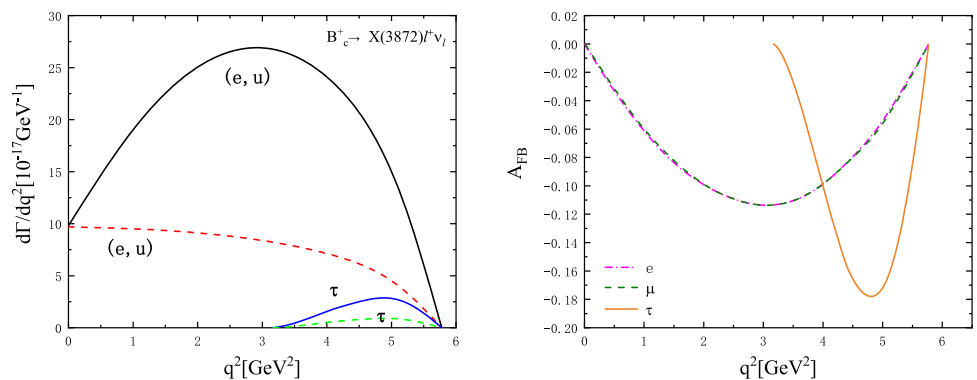 B⁺c→ X(3872)l⁺νl
(e, u)
(e, u)
τ
τ
dΓ/dq²[10⁻¹⁷GeV⁻¹]
30
25
20
15
10
5
0
0 1 2 3 4 5 6
q²[GeV²]
A_FB
0.02
0.00
−0.02
−0.04
−0.06
−0.08
−0.10
−0.12
−0.14
−0.16
−0.18
−0.20
e
μ
τ
0 1 2 3 4 5 6
q²[GeV²]